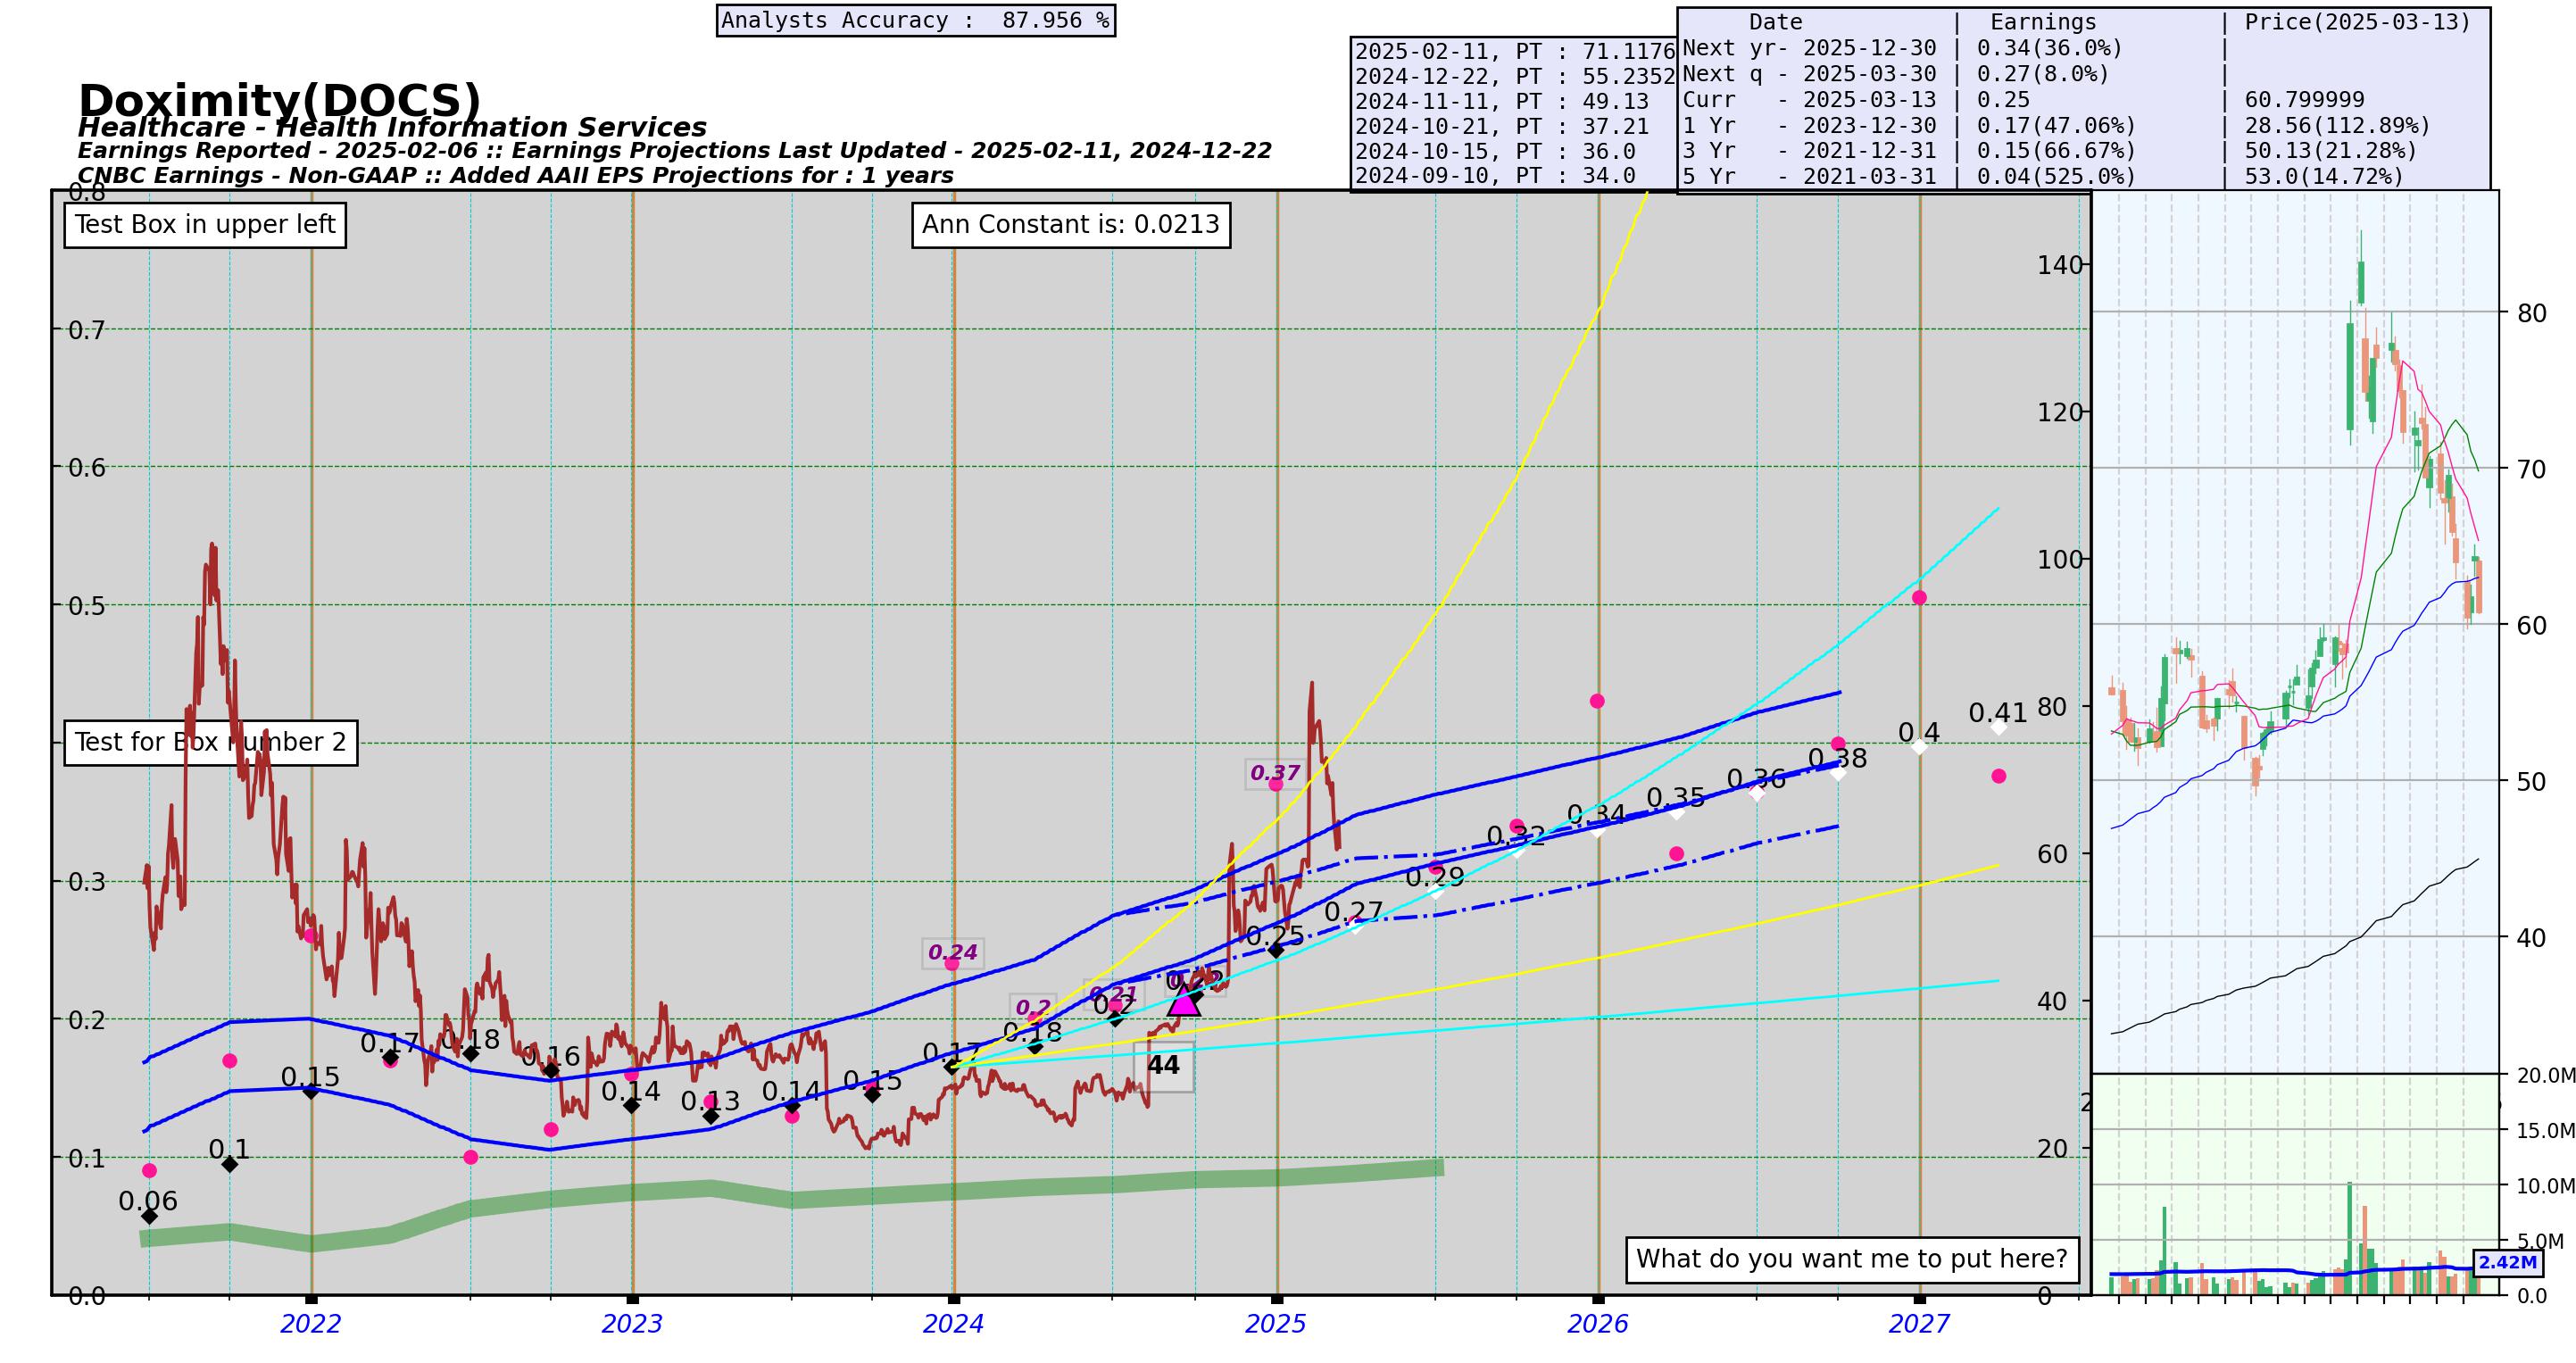 Analysts Accuracy :  87.956 %
Doximity(DOCS)
Healthcare - Health Information Services
Earnings Reported - 2025-02-06 :: Earnings Projections Last Updated - 2025-02-11, 2024-12-22
CNBC Earnings - Non-GAAP :: Added AAII EPS Projections for : 1 years
2025-02-11, PT : 71.1176
2024-12-22, PT : 55.2352
2024-11-11, PT : 49.13
2024-10-21, PT : 37.21
2024-10-15, PT : 36.0
2024-09-10, PT : 34.0
Date | Earnings | Price(2025-03-13)
Next yr- 2025-12-30 | 0.34(36.0%) |
Next q - 2025-03-30 | 0.27(8.0%) |
Curr - 2025-03-13 | 0.25 | 60.799999
1 Yr - 2023-12-30 | 0.17(47.06%) | 28.56(112.89%)
3 Yr - 2021-12-31 | 0.15(66.67%) | 50.13(21.28%)
5 Yr - 2021-03-31 | 0.04(525.0%) | 53.0(14.72%)
Test Box in upper left
Ann Constant is: 0.0213
Test for Box number 2
What do you want me to put here?
0.8
0.7
0.6
0.5
0.3
0.2
0.1
0.0
0.06
0.1
0.15
0.17
0.18
0.16
0.14
0.13
0.14
0.15
0.17
0.18
0.2
0.25
0.27
0.29
0.32
0.34
0.35
0.36
0.38
0.4
0.41
0.24
0.2
0.21
0.37
44
140
120
100
80
60
40
20
0
80
70
60
50
40
20.0M
15.0M
10.0M
5.0M
0.0
2.42M
2022
2023
2024
2025
2026
2027